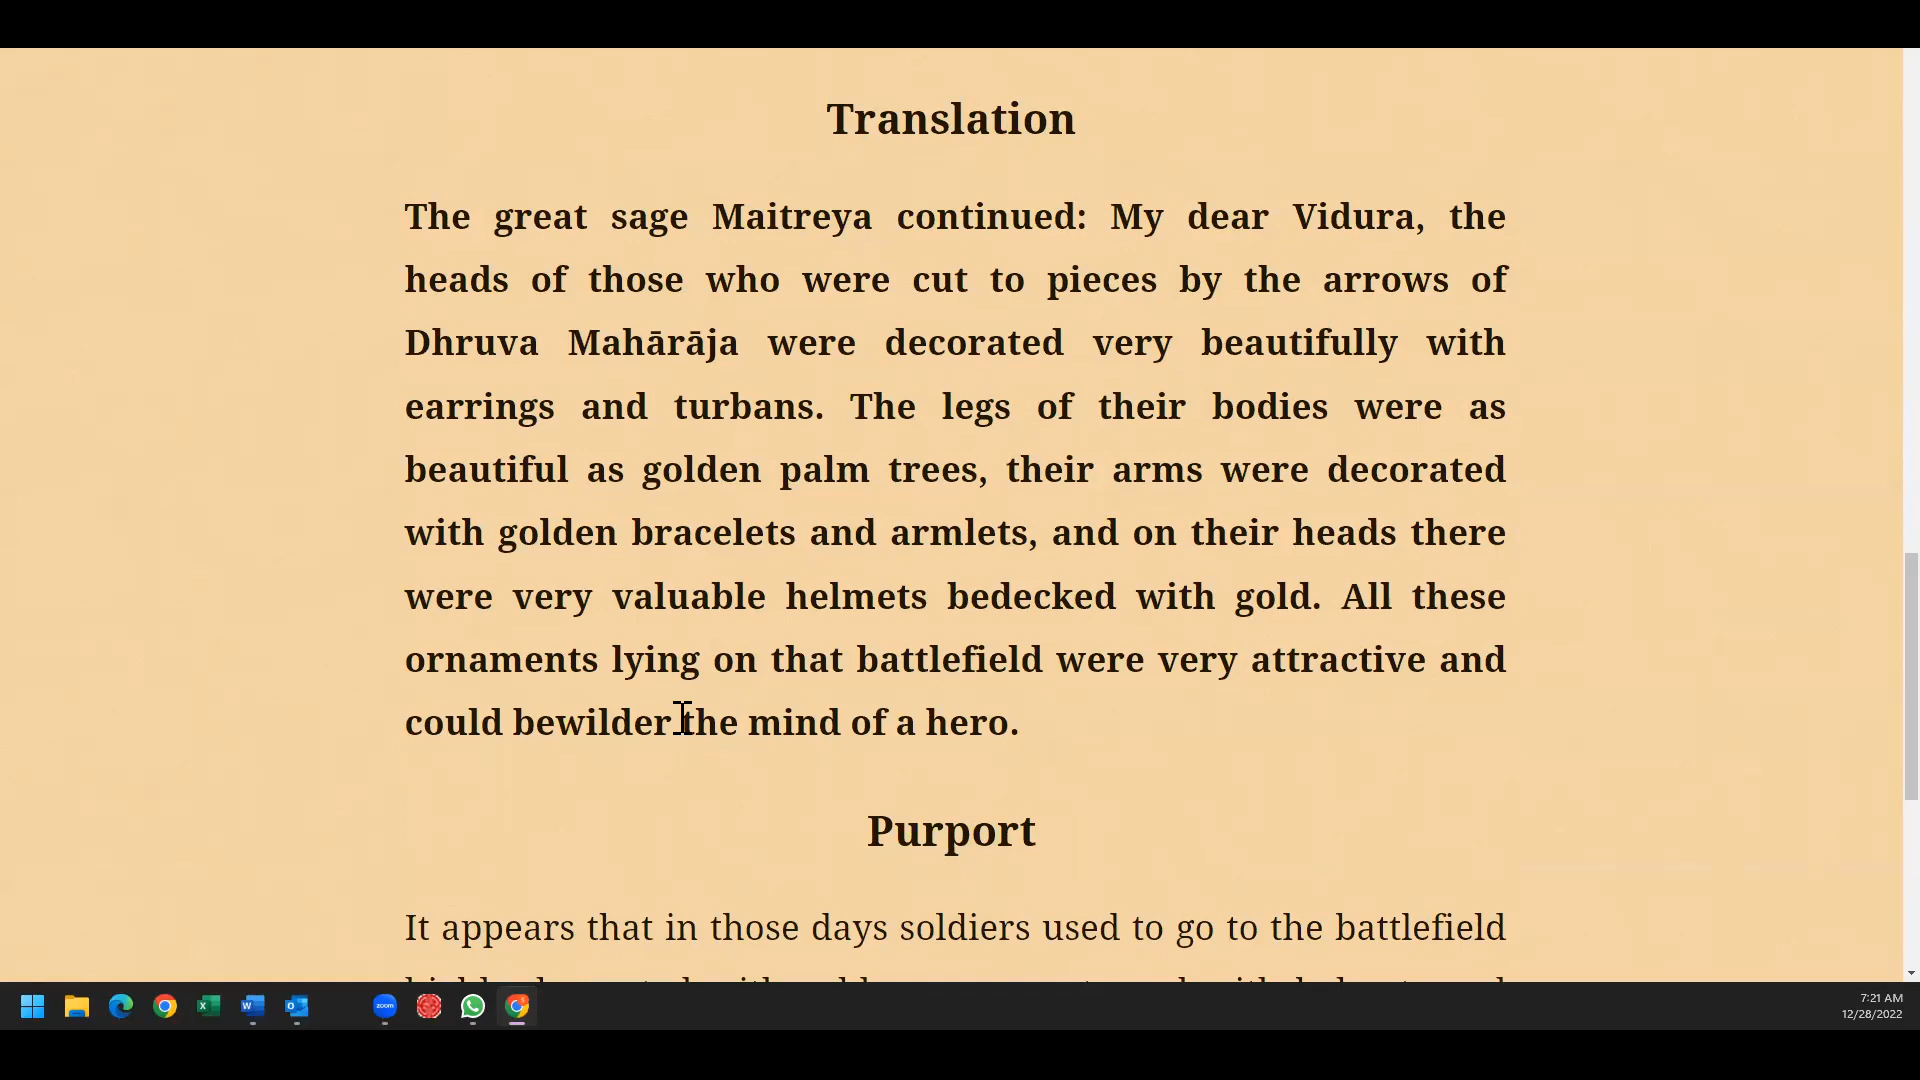 Translation
The great sage Maitreya continued: My dear Vidura, the
heads of those who were cut to pieces by the arrows of
Dhruva Mahārāja were decorated very beautifully with
earrings and turbans. The legs of their bodies were as
beautiful as golden palm trees, their arms were decorated
with golden bracelets and armlets, and on their heads there
were very valuable helmets bedecked with gold. All these
ornaments lying on that battlefield were very attractive and
could bewilder the mind of a hero.
Purport
It appears that in those days soldiers used to go to the battlefield
zoom
7:21 AM
12/28/2022